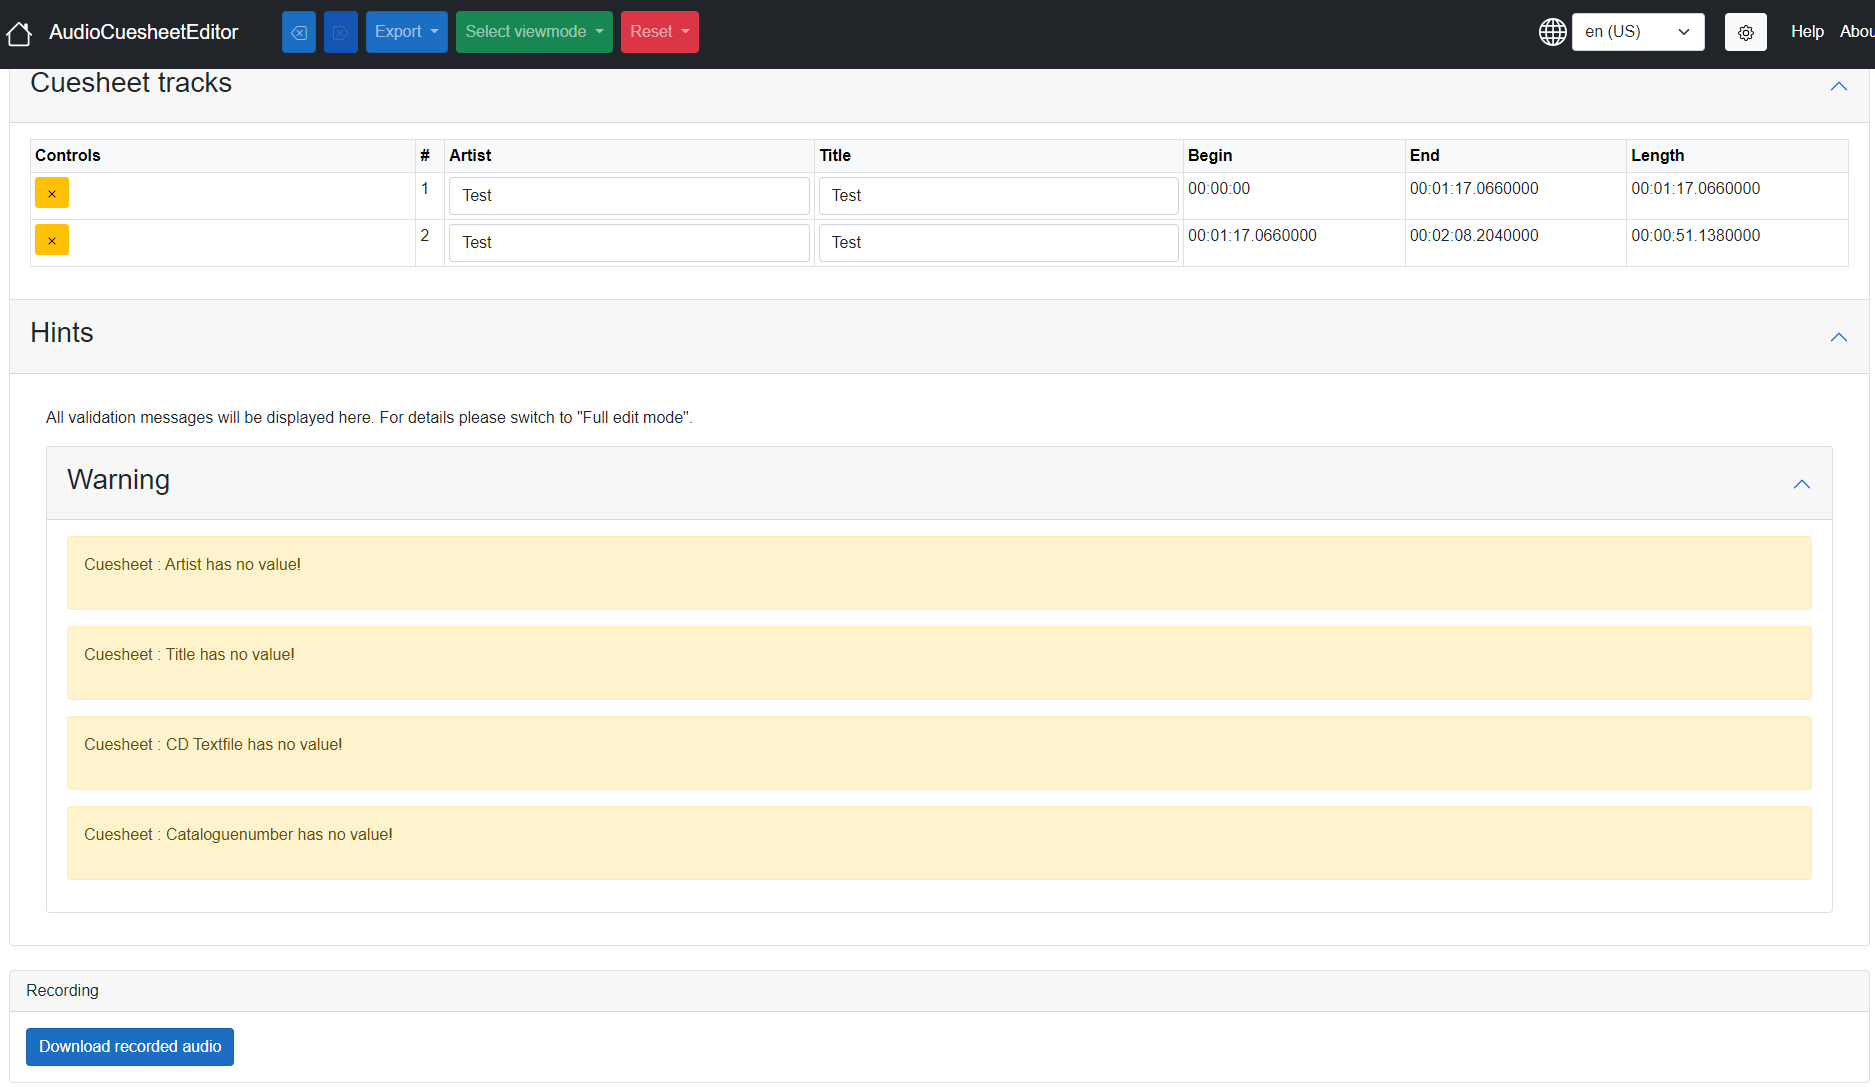 AudioCuesheetEditor Export Select viewmode Reset en (US) Help Abou
Cuesheet tracks
Controls # Artist Title Begin End Length
× 1 Test Test 00:00:00 00:01:17.0660000 00:01:17.0660000
× 2 Test Test 00:01:17.0660000 00:02:08.2040000 00:00:51.1380000
Hints
All validation messages will be displayed here. For details please switch to "Full edit mode".
Warning
Cuesheet : Artist has no value!
Cuesheet : Title has no value!
Cuesheet : CD Textfile has no value!
Cuesheet : Cataloguenumber has no value!
Recording
Download recorded audio